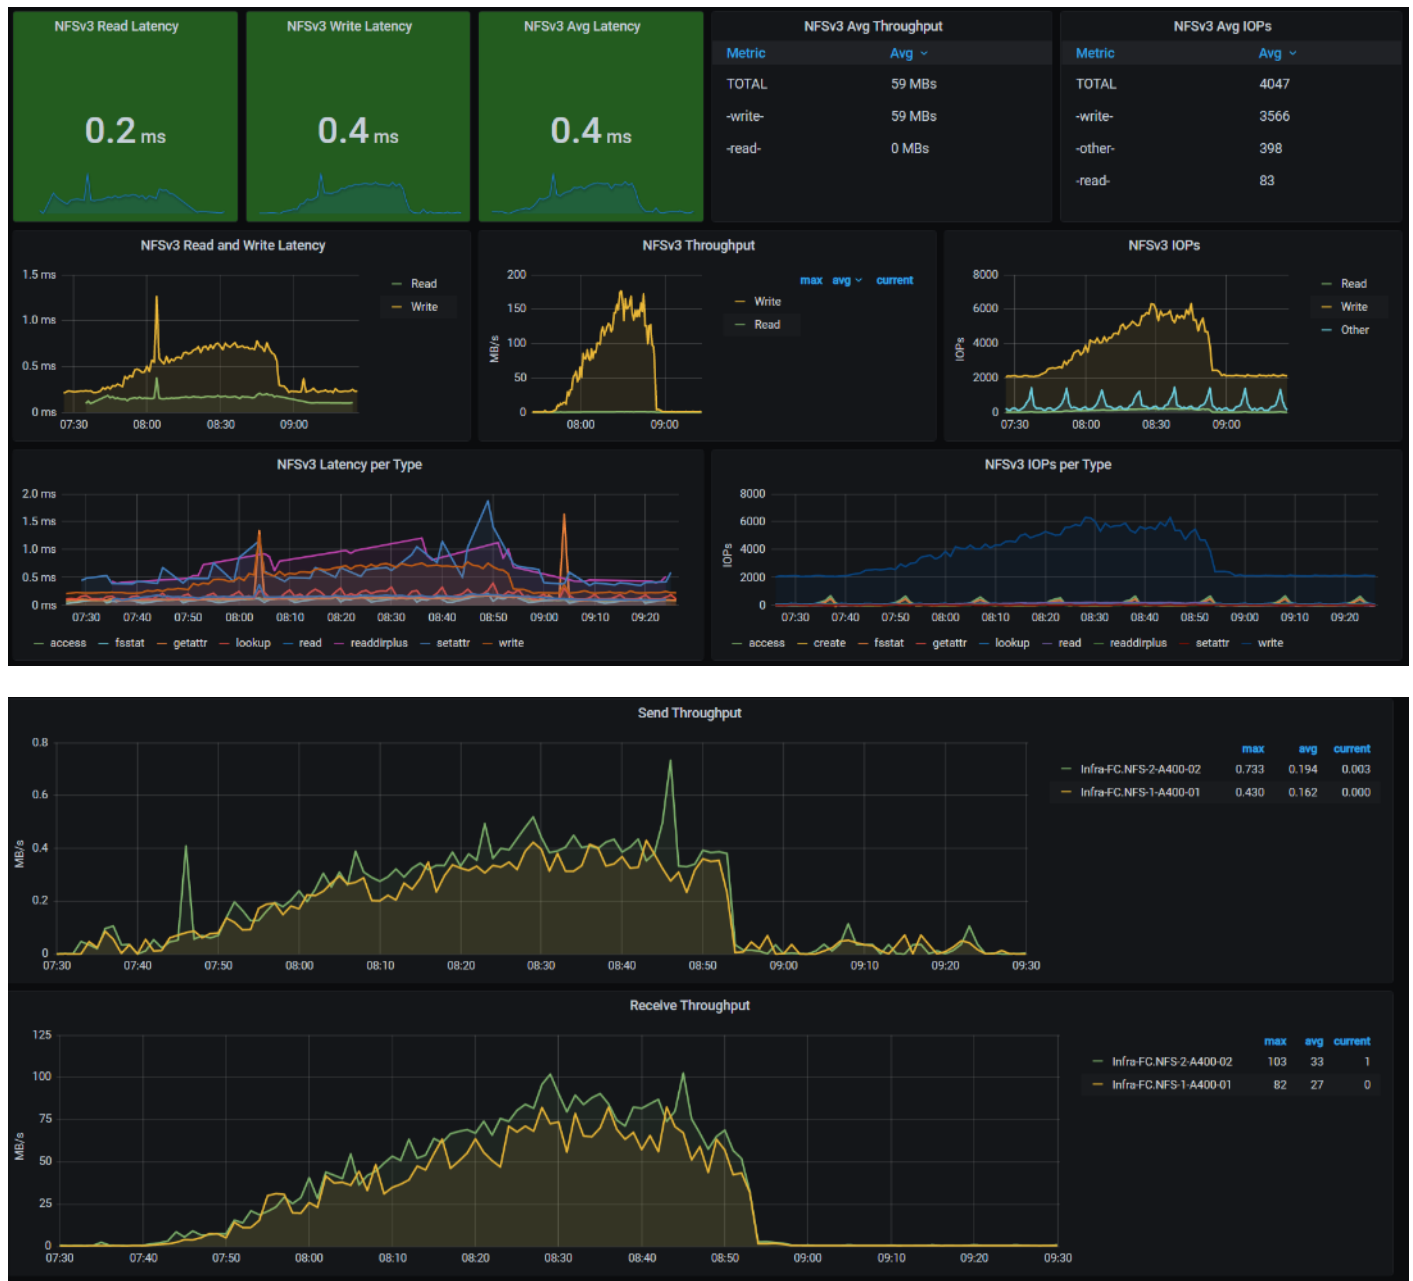 NFSv3 Read Latency
0.2 ms
NFSv3 Write Latency
0.4 ms
NFSv3 Avg Latency
0.4 ms
NFSv3 Avg Throughput
Metric Avg
TOTAL 59 MBs
-write- 59 MBs
-read- 0 MBs
NFSv3 Avg IOPs
Metric Avg
TOTAL 4047
-write- 3566
-other- 398
-read- 83
NFSv3 Read and Write Latency
1.5 ms
1.0 ms
0.5 ms
0 ms
07:30 08:00 08:30 09:00
Read
Write
NFSv3 Throughput
MB/s
200
150
100
50
0
08:00 09:00
max avg current
Write
Read
NFSv3 IOPs
IOPs
8000
6000
4000
2000
0
07:30 08:00 08:30 09:00
Read
Write
Other
NFSv3 Latency per Type
2.0 ms
1.5 ms
1.0 ms
0.5 ms
0 ms
07:30 07:40 07:50 08:00 08:10 08:20 08:30 08:40 08:50 09:00 09:10 09:20
access fsstat getattr lookup read readdirplus setattr write
NFSv3 IOPs per Type
IOPs
8000
6000
4000
2000
0
07:30 07:40 07:50 08:00 08:10 08:20 08:30 08:40 08:50 09:00 09:10 09:20
access create fsstat getattr lookup read readdirplus setattr write
Send Throughput
MB/s
0.8
0.6
0.4
0.2
0
07:30 07:40 07:50 08:00 08:10 08:20 08:30 08:40 08:50 09:00 09:10 09:20 09:30
max avg current
Infra-FC.NFS-2-A400-02 0.733 0.194 0.003
Infra-FC.NFS-1-A400-01 0.430 0.162 0.000
Receive Throughput
MB/s
125
100
75
50
25
0
07:30 07:40 07:50 08:00 08:10 08:20 08:30 08:40 08:50 09:00 09:10 09:20 09:30
max avg current
Infra-FC.NFS-2-A400-02 103 33 1
Infra-FC.NFS-1-A400-01 82 27 0